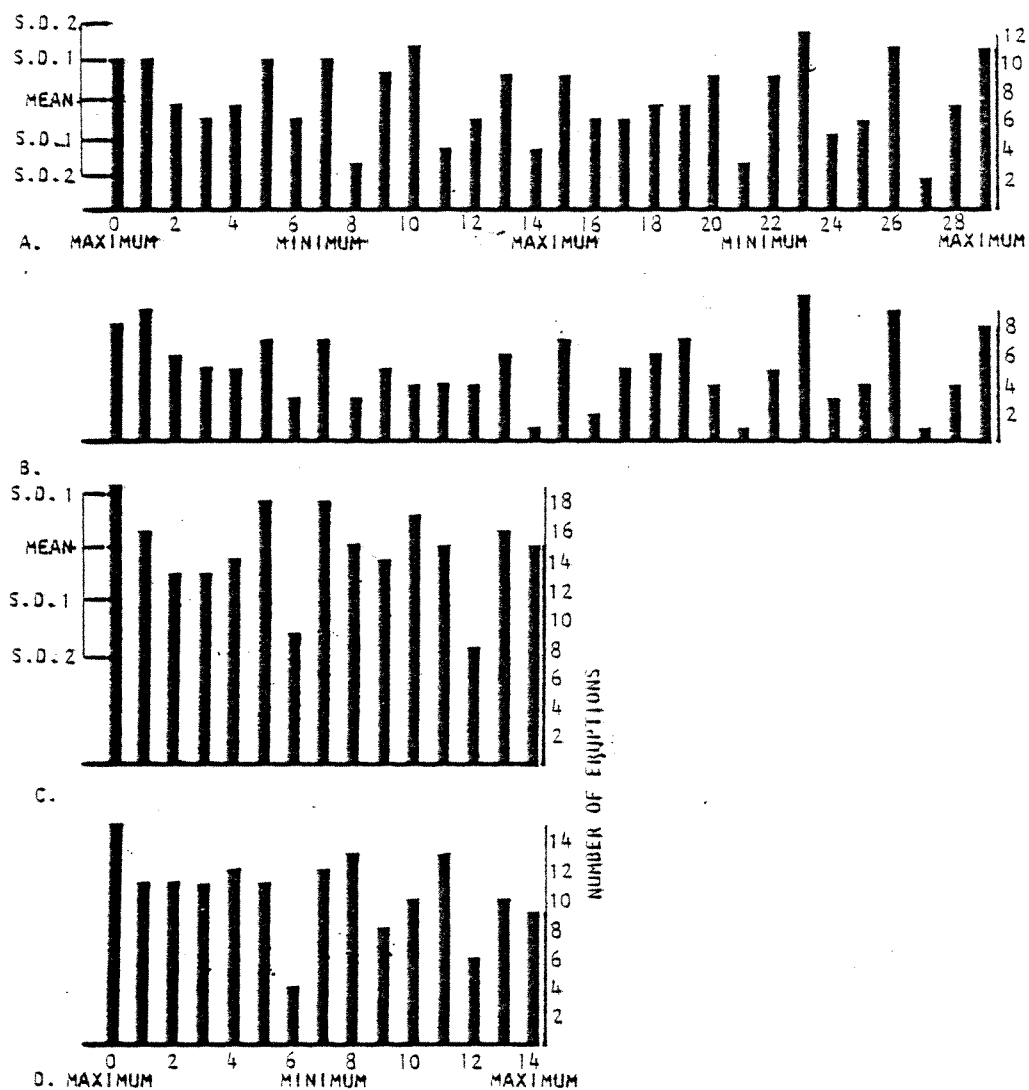 S.D.2
S.D.1
MEAN
S.D.1
S.D.2
12
10
8
6
4
2
0 2 4 6 8 10 12 14 16 18 20 22 24 26 28
A. MAXIMUM MINIMUM MAXIMUM MINIMUM MAXIMUM
8
6
4
2
B.
S.D.1
MEAN
S.D.1
S.D.2
18
16
14
12
10
8
6
4
2
C.
NUMBER OF ERUPTIONS
14
12
10
8
6
4
2
0 2 4 6 8 10 12 14
D. MAXIMUM MINIMUM MAXIMUM